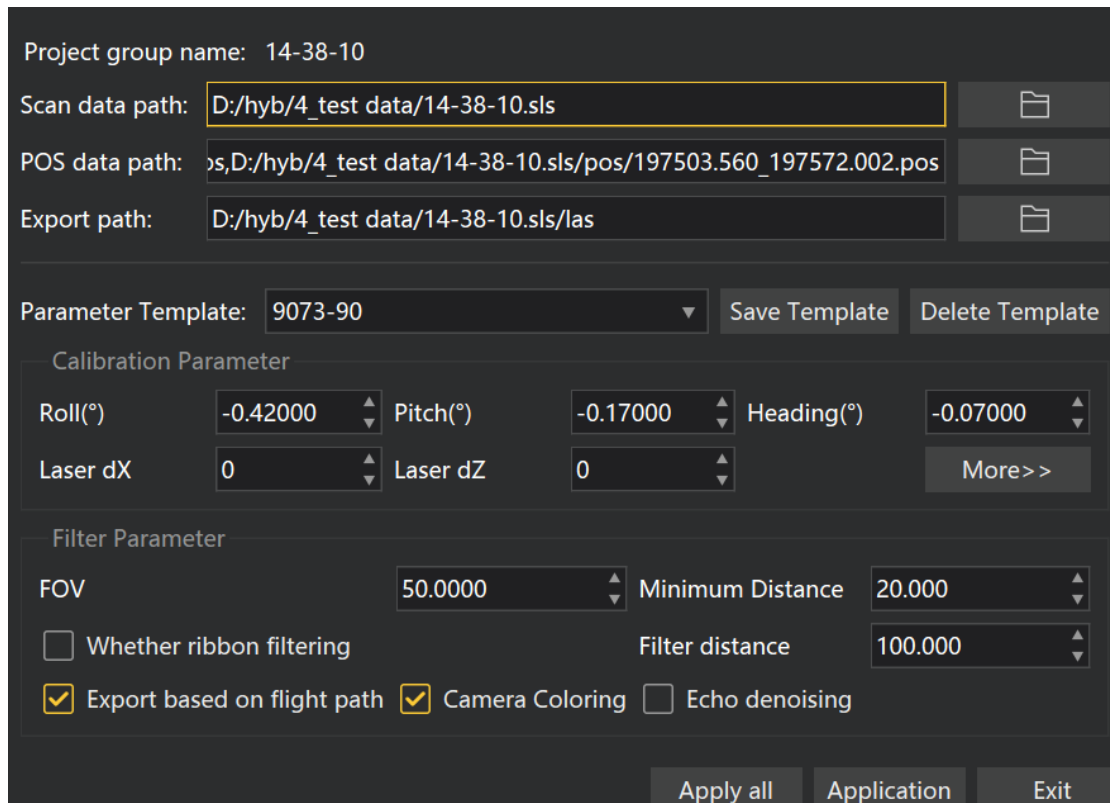 Project group name: 14-38-10
Scan data path: D:/hyb/4_test data/14-38-10.sls
POS data path: os,D:/hyb/4_test data/14-38-10.sls/pos/197503.560_197572.002.pos
Export path: D:/hyb/4_test data/14-38-10.sls/las
Parameter Template: 9073-90 Save Template Delete Template
Calibration Parameter
Roll(°) -0.42000 Pitch(°) -0.17000 Heading(°) -0.07000
Laser dX 0 Laser dZ 0 More>>
Filter Parameter
FOV 50.0000 Minimum Distance 20.000
Whether ribbon filtering Filter distance 100.000
Export based on flight path Camera Coloring Echo denoising
Apply all Application Exit